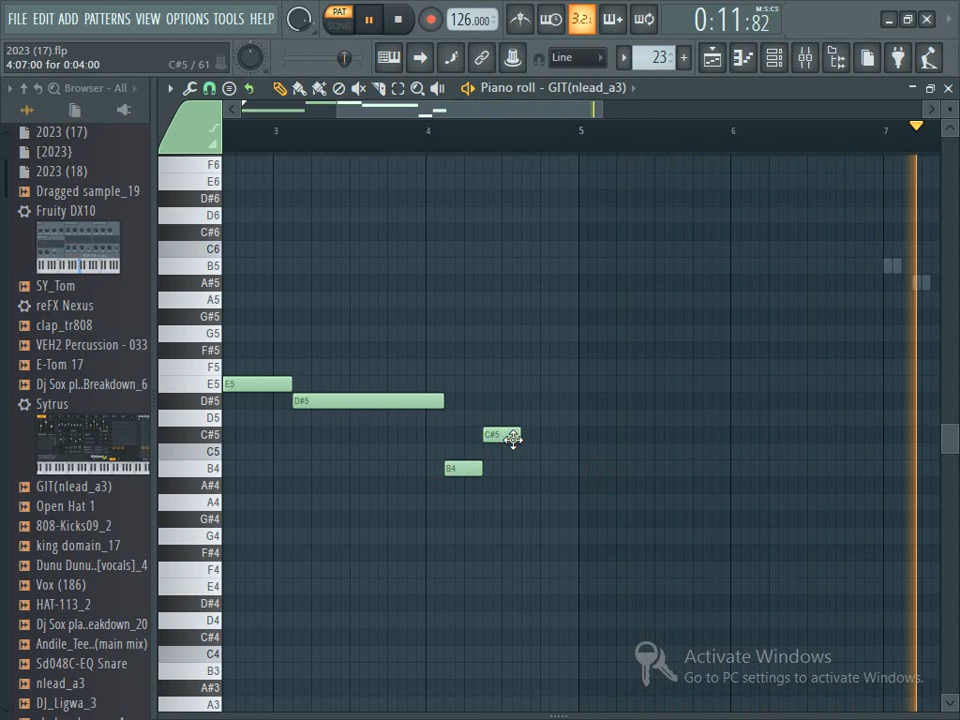 FILE EDIT ADD PATTERNS VIEW OPTIONS TOOLS HELP
PAT
SONG
126.000
3.2.
0:11:82
M:S:CS
2023 (17).flp
4:07:00 for 0:04:00
C#5 / 61
Line
23
Browser - All
Piano roll - GIT(nlead_a3)
2023 (17)
[2023}
2023 (18)
Dragged sample_19
Fruity DX10
SY_Tom
reFX Nexus
clap_tr808
VEH2 Percussion - 033
E-Tom 17
Dj Sox pl..Breakdown_6
Sytrus
GIT(nlead_a3)
Open Hat 1
808-Kicks09_2
king domain_17
Dunu Dunu..[vocals]_4
Vox (186)
HAT-113_2
Dj Sox pla..eakdown_20
Andile_Tee..(main mix)
Sd048C-EQ Snare
nlead_a3
DJ_Ligwa_3
3 4 5 6 7
F6
E6
D#6
D6
C#6
C6
B5
A#5
A5
G#5
G5
F#5
F5
E5 E5
D#5 D#5
D5
C#5 C#5
C5
B4 B4
A#4
A4
G#4
G4
F#4
F4
E4
D#4
D4
C#4
C4
B3
A#3
A3
Activate Windows
Go to PC settings to activate Windows.